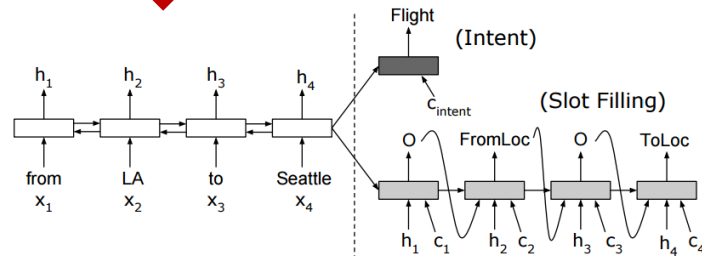 Flight
(Intent)
h1 h2 h3 h4
cintent
(Slot Filling)
O FromLoc O ToLoc
from LA to Seattle
x1 x2 x3 x4
h1 c1 h2 c2 h3 c3 h4 c4